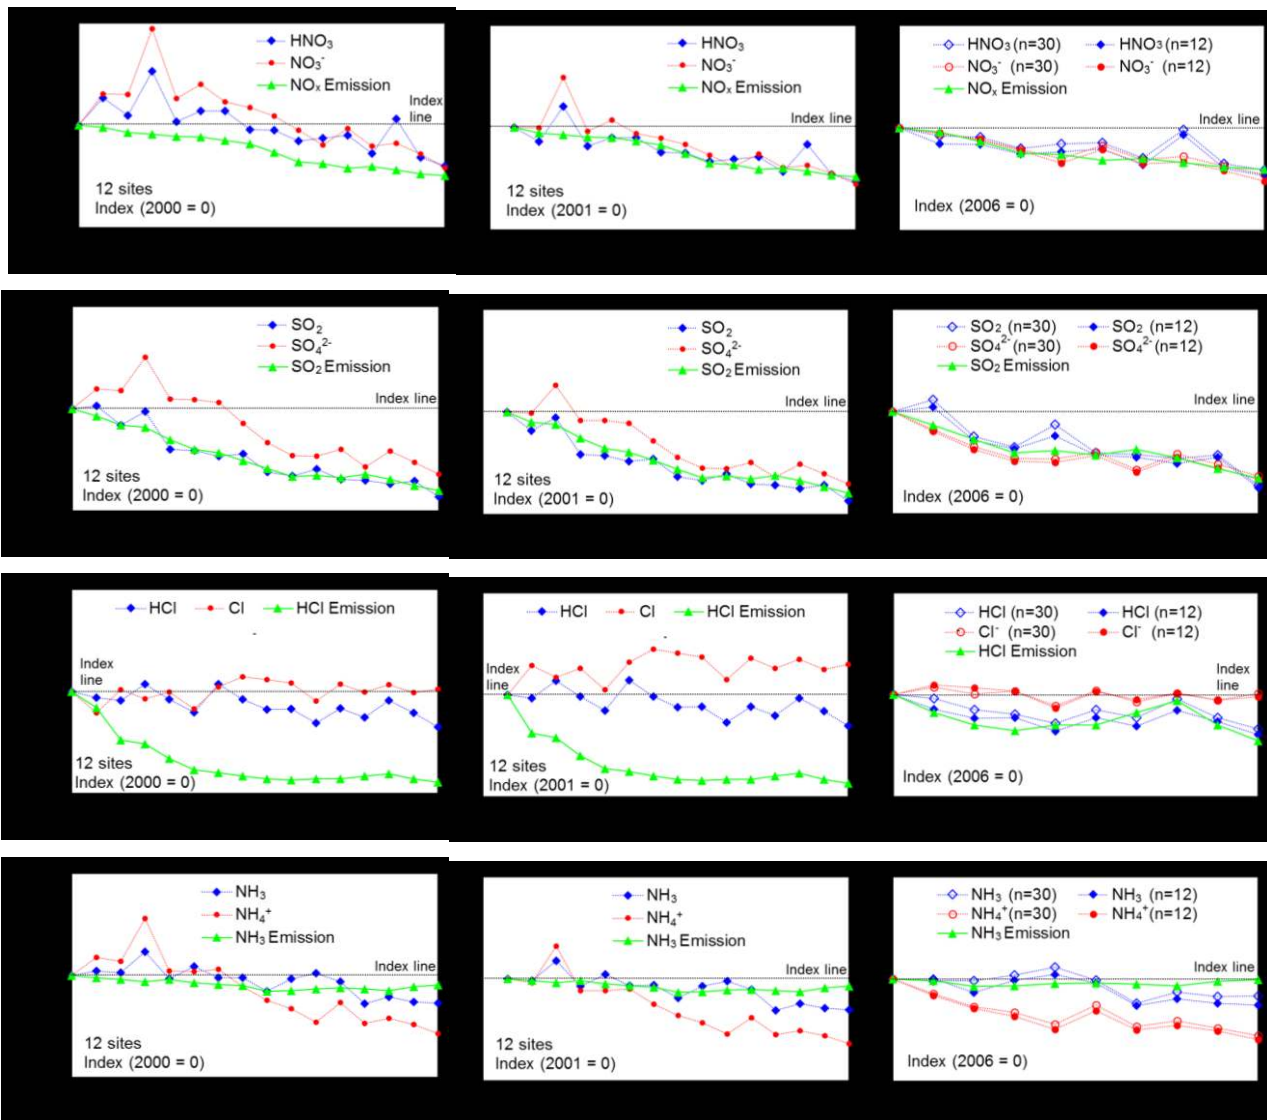 HNO₃
NO₃⁻
NOₓ Emission
Index
line
12 sites
Index (2000 = 0)
HNO₃
NO₃⁻
NOₓ Emission
Index line
12 sites
Index (2001 = 0)
HNO₃ (n=30) HNO₃ (n=12)
NO₃⁻ (n=30) NO₃⁻ (n=12)
NOₓ Emission
Index line
Index (2006 = 0)
SO₂
SO₄²⁻
SO₂ Emission
Index line
12 sites
Index (2000 = 0)
SO₂
SO₄²⁻
SO₂ Emission
Index line
12 sites
Index (2001 = 0)
SO₂ (n=30) SO₂ (n=12)
SO₄²⁻ (n=30) SO₄²⁻ (n=12)
SO₂ Emission
Index line
Index (2006 = 0)
HCl Cl HCl Emission
-
Index
line
12 sites
Index (2000 = 0)
HCl Cl HCl Emission
-
Index
line
12 sites
Index (2001 = 0)
HCl (n=30) HCl (n=12)
Cl⁻ (n=30) Cl⁻ (n=12)
HCl Emission
Index
line
Index (2006 = 0)
NH₃
NH₄⁺
NH₃ Emission
Index line
12 sites
Index (2000 = 0)
NH₃
NH₄⁺
NH₃ Emission
Index line
12 sites
Index (2001 = 0)
NH₃ (n=30) NH₃ (n=12)
NH₄⁺ (n=30) NH₄⁺ (n=12)
NH₃ Emission
Index line
Index (2006 = 0)